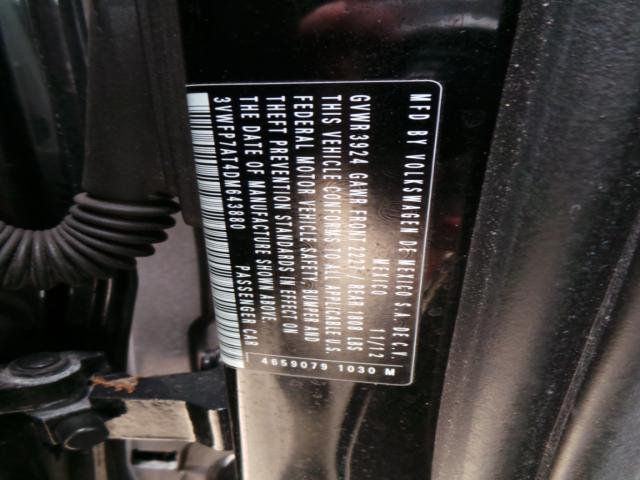 MFD BY VOLKSWAGEN DE MEXICO S.A. DE C.V.
MEXICO 11/12
GVWR 3924 GAWR FRONT 2227 / REAR 1808 LBS
THIS VEHICLE CONFORMS TO ALL APPLICABLE U.S.
FEDERAL MOTOR VEHICLE SAFETY, BUMPER AND
THEFT PREVENTION STANDARDS IN EFFECT ON
THE DATE OF MANUFACTURE SHOWN ABOVE.
3VWFP7AT4DM643880 PASSENGER CAR
4659079 1030 M